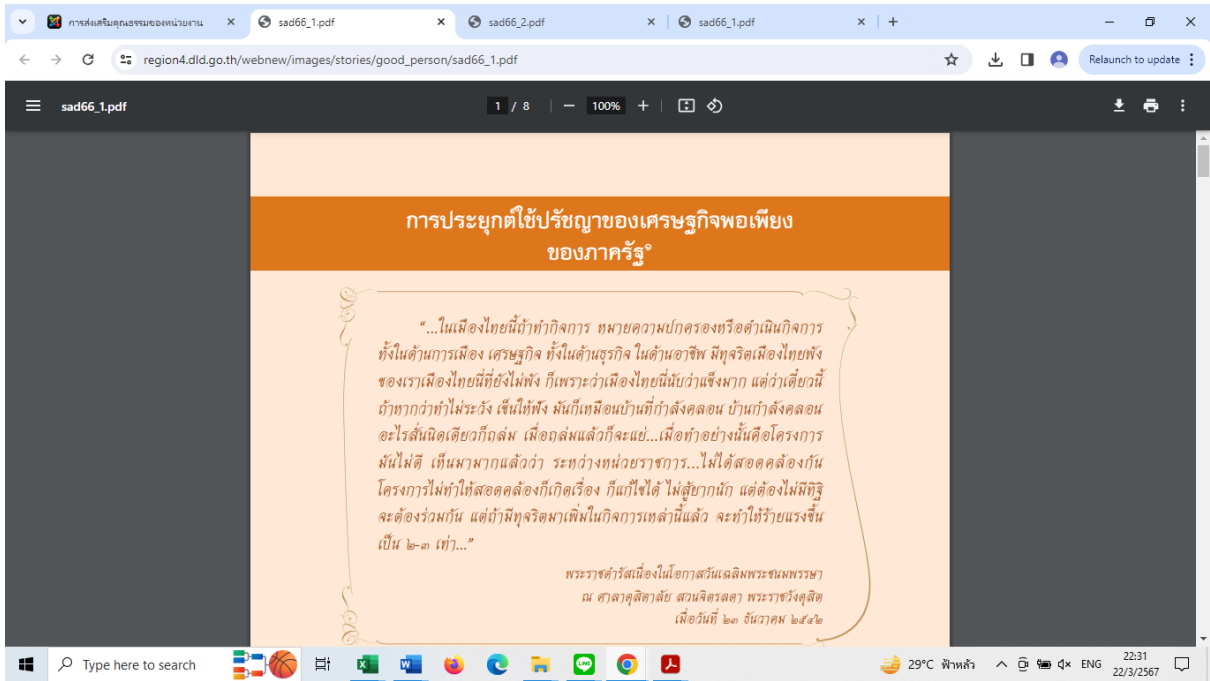 การส่งเสริมคุณธรรมของหน่วยงาน
sad66_1.pdf
sad66_2.pdf
sad66_1.pdf
region4.dld.go.th/webnew/images/stories/good_person/sad66_1.pdf
Relaunch to update
sad66_1.pdf
1 / 8
100%
การประยุกต์ใช้ปรัชญาของเศรษฐกิจพอเพียง
ของภาครัฐ๑
“...ในเมืองไทยนี้ถ้าทำกิจการ หมายความปกครองหรือดำเนินกิจการ
ทั้งในด้านการเมือง เศรษฐกิจ ทั้งในด้านธุรกิจ ในด้านอาชีพ มีทุจริตเมืองไทยพัง
ของเราเมืองไทยนี่ที่ยังไม่พัง ก็เพราะว่าเมืองไทยนี่นับว่าแข็งมาก แต่ว่าเดี๋ยวนี้
ถ้าหากว่าทำไม่ระวัง เข็นให้พัง มันก็เหมือนบ้านที่กำลังคลอน บ้านกำลังคลอน
อะไรสั่นนิดเดียวก็ถล่ม เมื่อถล่มแล้วก็จะแย่...เมื่อทำอย่างนั้นคือโครงการ
มันไม่ดี เห็นมามากแล้วว่า ระหว่างหน่วยราชการ...ไม่ได้สอดคล้องกัน
โครงการไม่ทำให้สอดคล้องก็เกิดเรื่อง ก็แก้ไขได้ ไม่สู้ยากนัก แต่ต้องไม่มีทิฐิ
จะต้องร่วมกัน แต่ถ้ามีทุจริตมาเพิ่มในกิจการเหล่านี้แล้ว จะทำให้ร้ายแรงขึ้น
เป็น ๒-๓ เท่า...”
พระราชดำรัสเนื่องในโอกาสวันเฉลิมพระชนมพรรษา
ณ ศาลาดุสิดาลัย สวนจิตรลดา พระราชวังดุสิต
เมื่อวันที่ ๒๓ ธันวาคม ๒๕๔๒
Type here to search
29°C ฟ้าหลัว
ENG
22:31
22/3/2567